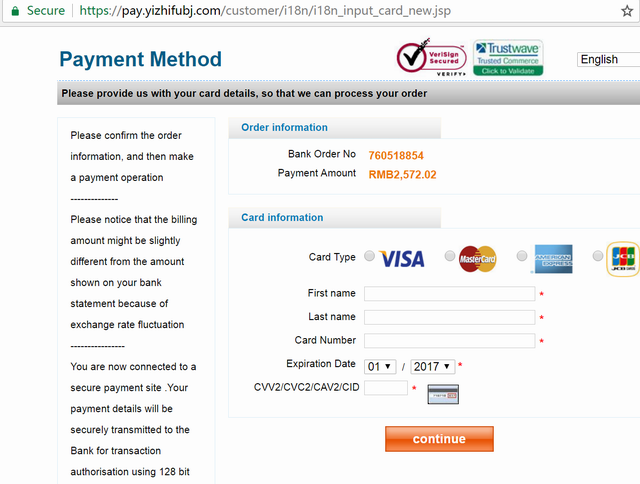 Secure https://pay.yizhifubj.com/customer/i18n/i18n_input_card_new.jsp
Payment Method
VeriSign
Secured
VERIFY
Trustwave
Trusted Commerce
Click to Validate
English
Please provide us with your card details, so that we can process your order
Please confirm the order
information, and then make
a payment operation
--------------
Please notice that the billing
amount might be slightly
different from the amount
shown on your bank
statement because of
exchange rate fluctuation
----------------
You are now connected to a
secure payment site .Your
payment details will be
securely transmitted to the
Bank for transaction
authorisation using 128 bit
Order information
Bank Order No 760518854
Payment Amount RMB2,572.02
Card information
Card Type VISA MasterCard AMERICAN EXPRESS JCB
First name *
Last name *
Card Number *
Expiration Date 01 / 2017 *
CVV2/CVC2/CAV2/CID *
continue